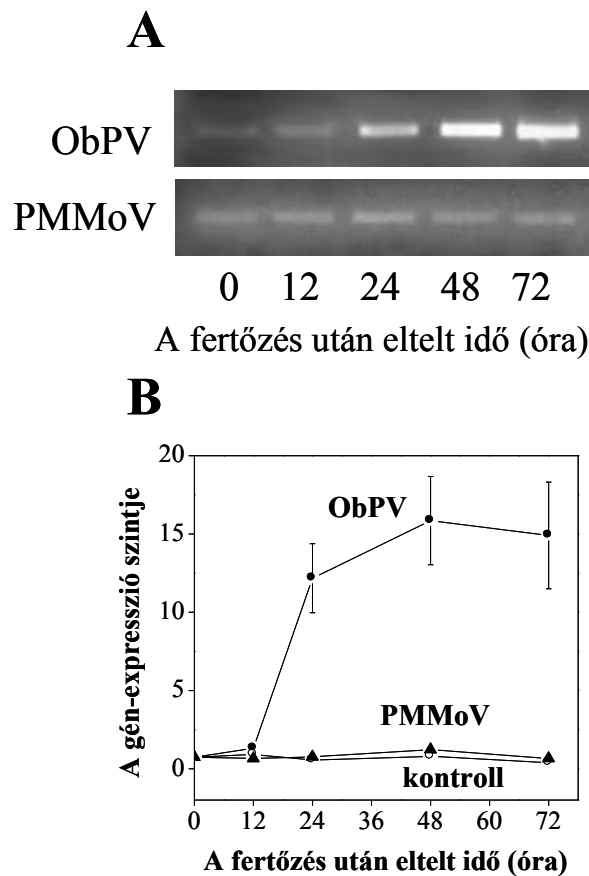 A
ObPV
PMMoV
0 12 24 48 72
A fertőzés után eltelt idő (óra)
B
A gén-expresszió szintje
20
15
10
5
0
ObPV
PMMoV
kontroll
0 12 24 36 48 60 72
A fertőzés után eltelt idő (óra)